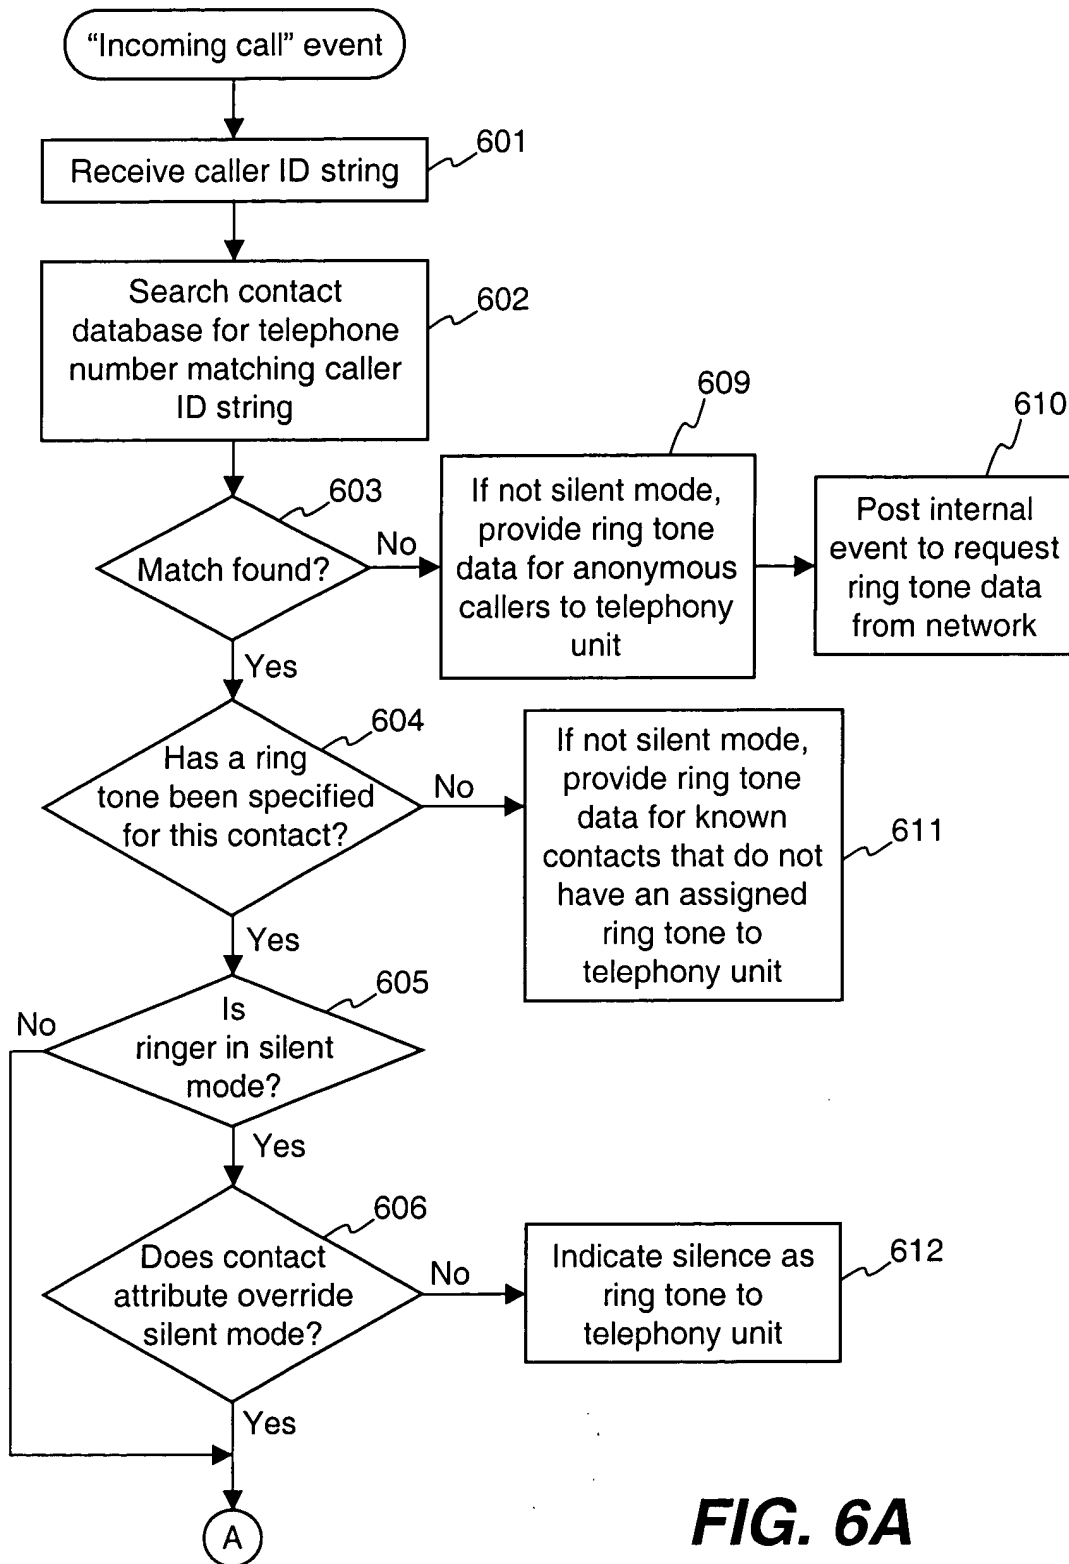 “Incoming call” event
601
Receive caller ID string
602
Search contact
database for telephone
number matching caller
ID string
603
Match found?
No
Yes
609
If not silent mode,
provide ring tone
data for anonymous
callers to telephony
unit
610
Post internal
event to request
ring tone data
from network
604
Has a ring
tone been specified
for this contact?
No
Yes
611
If not silent mode,
provide ring tone
data for known
contacts that do not
have an assigned
ring tone to
telephony unit
605
Is
ringer in silent
mode?
No
Yes
606
Does contact
attribute override
silent mode?
No
Yes
612
Indicate silence as
ring tone to
telephony unit
A
FIG. 6A